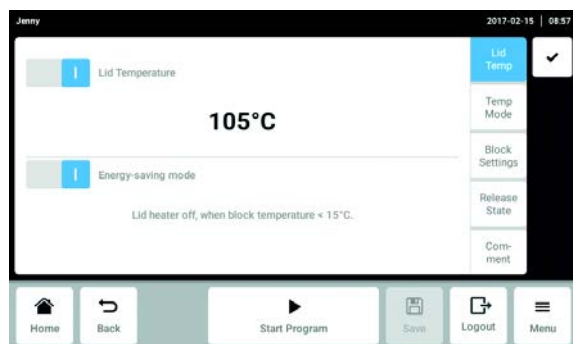 Jenny
2017-02-15 | 08:57
Lid Temperature
105°C
Energy-saving mode
Lid heater off, when block temperature < 15°C.
Lid
Temp
Temp
Mode
Block
Settings
Release
State
Com-
ment
Home
Back
Start Program
Save
Logout
Menu